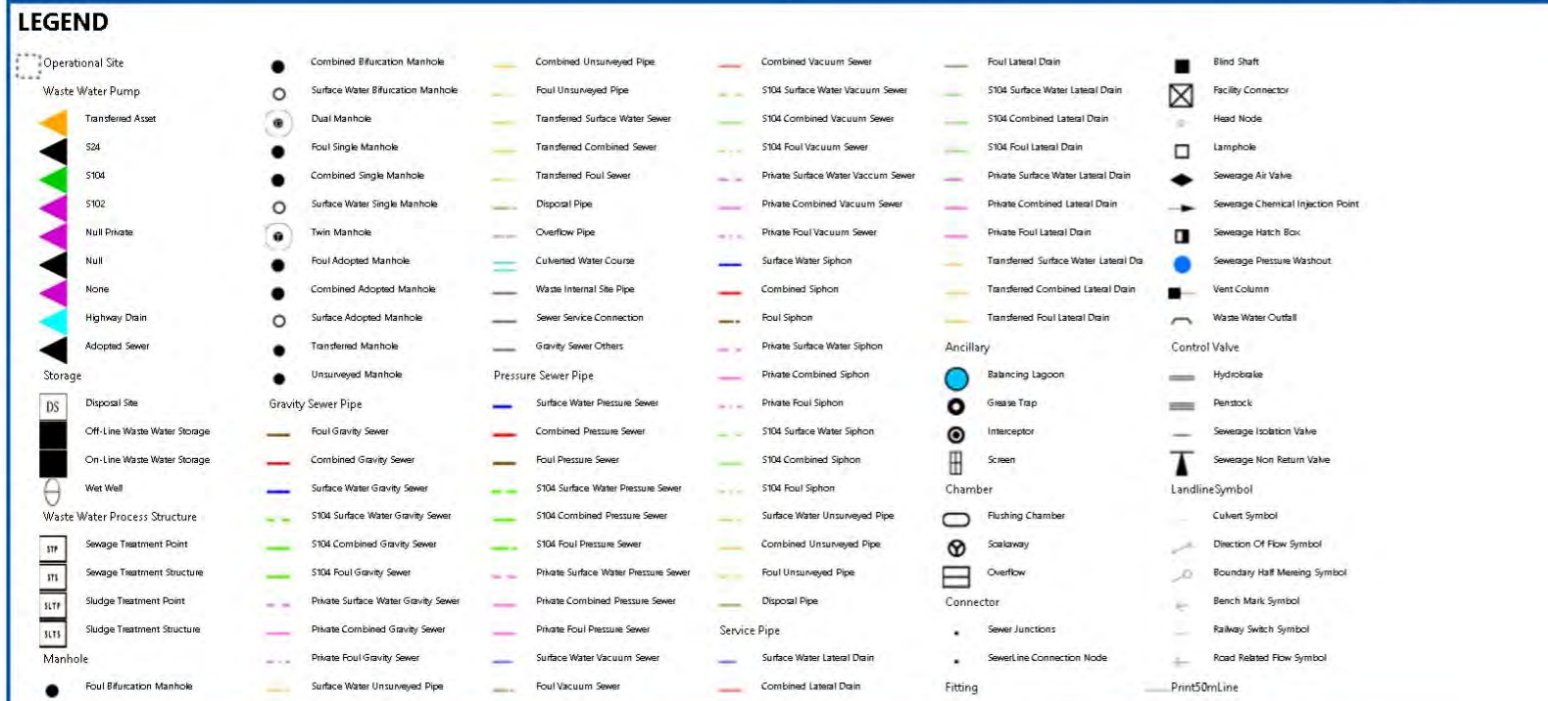 LEGEND
Operational Site
Waste Water Pump
Transferred Asset
S24
S104
S102
Null Private
Null
None
Highway Drain
Adopted Sewer
Storage
DS Disposal Site
Off-Line Waste Water Storage
On-Line Waste Water Storage
Wet Well
Waste Water Process Structure
STP Sewage Treatment Point
STS Sewage Treatment Structure
SLTP Sludge Treatment Point
SLTS Sludge Treatment Structure
Manhole
Foul Bifurcation Manhole
Combined Bifurcation Manhole
Surface Water Bifurcation Manhole
Dual Manhole
Foul Single Manhole
Combined Single Manhole
Surface Water Single Manhole
Twin Manhole
Foul Adopted Manhole
Combined Adopted Manhole
Surface Adopted Manhole
Transferred Manhole
Unsurveyed Manhole
Gravity Sewer Pipe
Foul Gravity Sewer
Combined Gravity Sewer
Surface Water Gravity Sewer
S104 Surface Water Gravity Sewer
S104 Combined Gravity Sewer
S104 Foul Gravity Sewer
Private Surface Water Gravity Sewer
Private Combined Gravity Sewer
Private Foul Gravity Sewer
Surface Water Unsurveyed Pipe
Combined Unsurveyed Pipe
Foul Unsurveyed Pipe
Transferred Surface Water Sewer
Transferred Combined Sewer
Transferred Foul Sewer
Disposal Pipe
Overflow Pipe
Culverted Water Course
Waste Internal Site Pipe
Sewer Service Connection
Gravity Sewer Others
Pressure Sewer Pipe
Surface Water Pressure Sewer
Combined Pressure Sewer
Foul Pressure Sewer
S104 Surface Water Pressure Sewer
S104 Combined Pressure Sewer
S104 Foul Pressure Sewer
Private Surface Water Pressure Sewer
Private Combined Pressure Sewer
Private Foul Pressure Sewer
Surface Water Vacuum Sewer
Foul Vacuum Sewer
Combined Vacuum Sewer
S104 Surface Water Vacuum Sewer
S104 Combined Vacuum Sewer
S104 Foul Vacuum Sewer
Private Surface Water Vaccum Sewer
Private Combined Vacuum Sewer
Private Foul Vacuum Sewer
Surface Water Siphon
Combined Siphon
Foul Siphon
Private Surface Water Siphon
Private Combined Siphon
Private Foul Siphon
S104 Surface Water Siphon
S104 Combined Siphon
S104 Foul Siphon
Surface Water Unsurveyed Pipe
Combined Unsurveyed Pipe
Foul Unsurveyed Pipe
Disposal Pipe
Service Pipe
Surface Water Lateral Drain
Combined Lateral Drain
Foul Lateral Drain
S104 Surface Water Lateral Drain
S104 Combined Lateral Drain
S104 Foul Lateral Drain
Private Surface Water Lateral Drain
Private Combined Lateral Drain
Private Foul Lateral Drain
Transferred Surface Water Lateral Dra
Transferred Combined Lateral Drain
Transferred Foul Lateral Drain
Ancillary
Balancing Lagoon
Grease Trap
Interceptor
Screen
Chamber
Flushing Chamber
Soakaway
Overflow
Connector
Sewer Junctions
SewerLine Connection Node
Fitting
Blind Shaft
Facility Connector
Head Node
Lamphole
Sewerage Air Valve
Sewerage Chemical Injection Point
Sewerage Hatch Box
Sewerage Pressure Washout
Vent Column
Waste Water Outfall
Control Valve
Hydrobrake
Penstock
Sewerage Isolation Valve
Sewerage Non Return Valve
LandlineSymbol
Culvert Symbol
Direction Of Flow Symbol
Boundary Half Mereing Symbol
Bench Mark Symbol
Railway Switch Symbol
Road Related Flow Symbol
Print50mLine